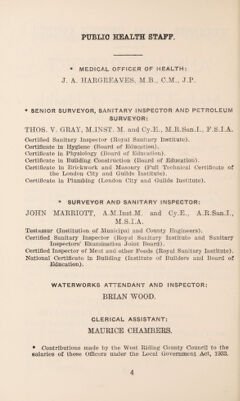 PUBLIC HEALTH STAFF.
* MEDICAL OFFICER OF HEALTH:
J. A. HARGREAVES, M.B., C.M., J.P.
* SENIOR SURVEYOR, SANITARY INSPECTOR AND PETROLEUM
SURVEYOR:
THOS. V. GRAY, M.INST. M. and Cy.E., M.R.San.I., F.S.I.A.
Certified Sanitary Inspector (Royal Sanitary Institute).
Certificate in Hygiene (Board of Education).
Certificate in Physiology (Board of Education).
Certificate in Building Construction (Board of Education).
Certificate in Brickwork and Masonry (Full Technical Certificate of
the London City and Guilds Institute).
Certificate in Plumbing (London City and Guilds Institute).
* SURVEYOR AND SANITARY INSPECTOR:
JOHN MARRIOTT, A.M.Inst.M. and Cy.E., A.R.San.I.,
M.S.I.A.
Testamur (Institution of Municipal and County Engineers).
Certified Sanitary Inspector (Royal Sanitary Institute and Sanitary
Inspectors' Examination Joint Board).
Certified Inspector of Meat and other Foods (Royal Sanitary Institute).
National Certificate in Building (Institute of Builders and Board of
Education).
WATERWORKS ATTENDANT AND INSPECTOR:
BRIAN WOOD.
CLERICAL ASSISTANT:
MAURICE CHAMBERS.
* Contributions made by the West Riding County Council to the
salaries of these Officers under the Local Government Act, 1933.
4